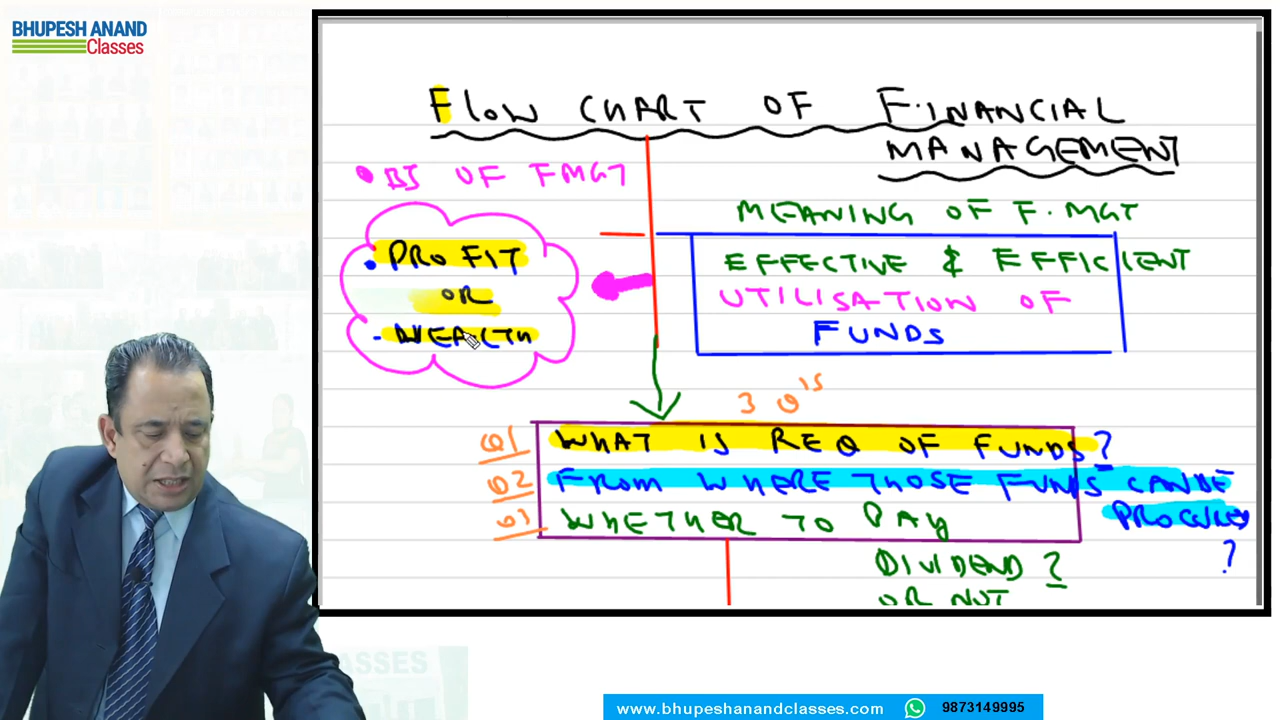 BHUPESH ANAND
Classes
FLOW CHART OF FINANCIAL
MANAGEMENT
OBJ OF FMGT
MEANING OF F.MGT
• PROFIT
OR
- WEALTH
EFFECTIVE & EFFICIENT
UTILISATION OF
FUNDS
3 Q'S
Q1 WHAT IS REQ OF FUNDS?
Q2 FROM WHERE THOSE FUNDS CAN BE
PROCURED
?
Q3 WHETHER TO PAY
DIVIDEND ?
OR NOT
CLASSES
www.bhupeshanandclasses.com 9873149995